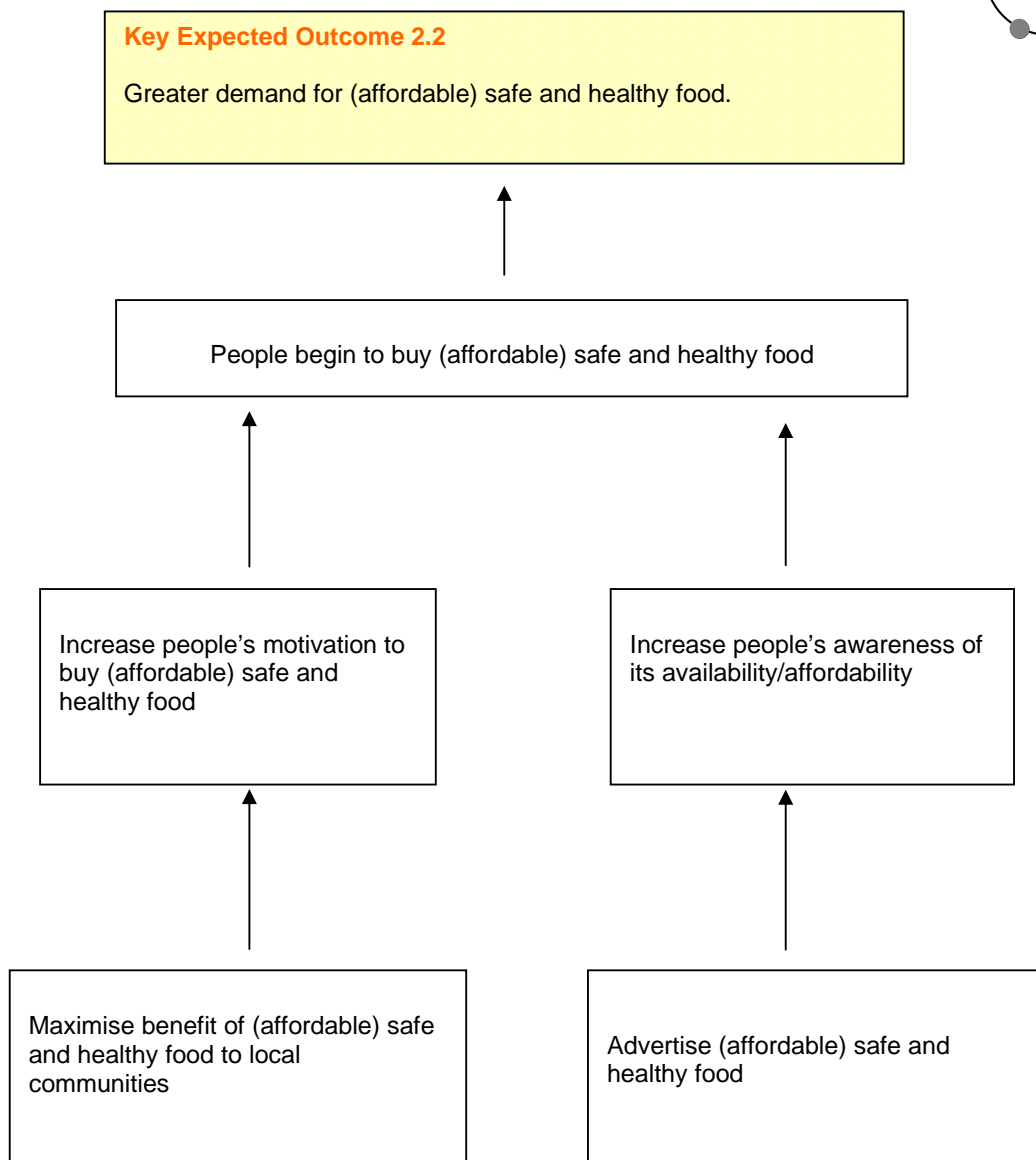 Key Expected Outcome 2.2
Greater demand for (affordable) safe and healthy food.
People begin to buy (affordable) safe and healthy food
Increase people’s motivation to
buy (affordable) safe and
healthy food
Increase people’s awareness of
its availability/affordability
Maximise benefit of (affordable) safe
and healthy food to local
communities
Advertise (affordable) safe and
healthy food